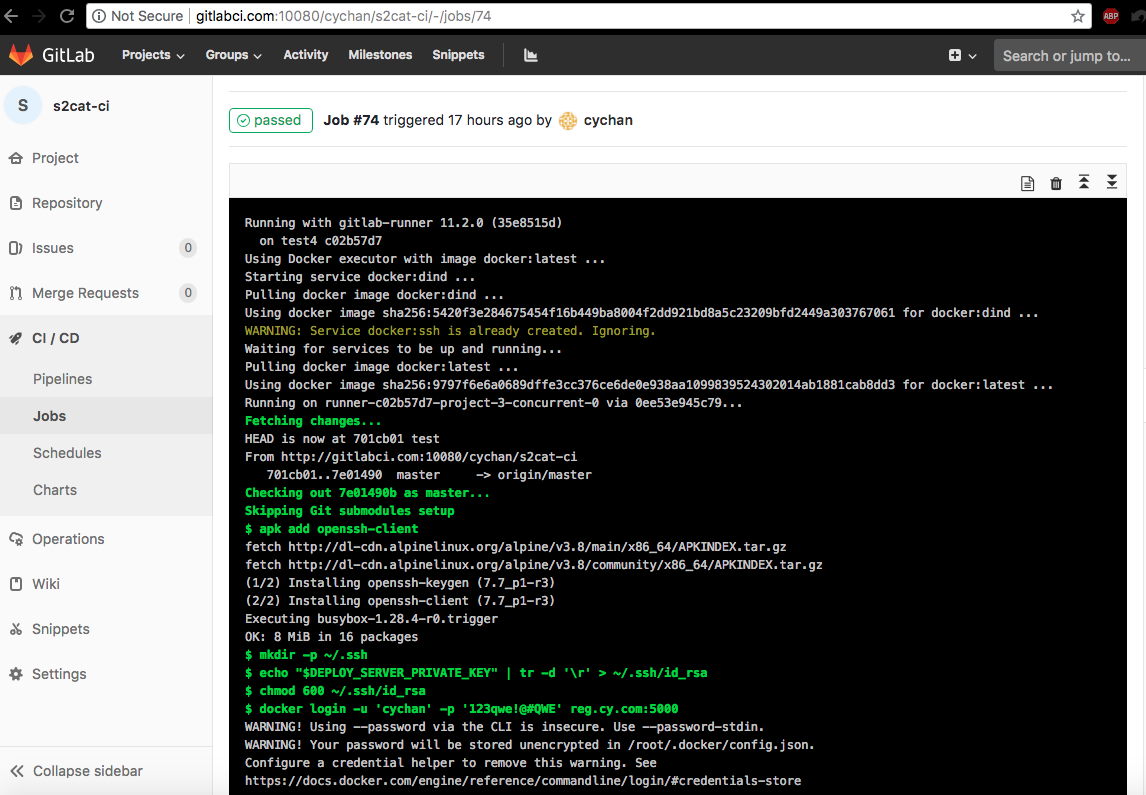 Not Secure | gitlabci.com:10080/cychan/s2cat-ci/-/jobs/74
ABP
GitLab Projects Groups Activity Milestones Snippets Search or jump to...
S s2cat-ci
passed Job #74 triggered 17 hours ago by cychan
Project
Repository
Issues 0
Merge Requests 0
CI / CD
Pipelines
Jobs
Schedules
Charts
Operations
Wiki
Snippets
Settings
Collapse sidebar
Running with gitlab-runner 11.2.0 (35e8515d)
on test4 c02b57d7
Using Docker executor with image docker:latest ...
Starting service docker:dind ...
Pulling docker image docker:dind ...
Using docker image sha256:5420f3e284675454f16b449ba8004f2dd921bd8a5c23209bfd2449a303767061 for docker:dind ...
WARNING: Service docker:ssh is already created. Ignoring.
Waiting for services to be up and running...
Pulling docker image docker:latest ...
Using docker image sha256:9797f6e6a0689dffe3cc376ce6de0e938aa1099839524302014ab1881cab8dd3 for docker:latest ...
Running on runner-c02b57d7-project-3-concurrent-0 via 0ee53e945c79...
Fetching changes...
HEAD is now at 701cb01 test
From http://gitlabci.com:10080/cychan/s2cat-ci
701cb01..7e01490 master -> origin/master
Checking out 7e01490b as master...
Skipping Git submodules setup
$ apk add openssh-client
fetch http://dl-cdn.alpinelinux.org/alpine/v3.8/main/x86_64/APKINDEX.tar.gz
fetch http://dl-cdn.alpinelinux.org/alpine/v3.8/community/x86_64/APKINDEX.tar.gz
(1/2) Installing openssh-keygen (7.7_p1-r3)
(2/2) Installing openssh-client (7.7_p1-r3)
Executing busybox-1.28.4-r0.trigger
OK: 8 MiB in 16 packages
$ mkdir -p ~/.ssh
$ echo "$DEPLOY_SERVER_PRIVATE_KEY" | tr -d '\r' > ~/.ssh/id_rsa
$ chmod 600 ~/.ssh/id_rsa
$ docker login -u 'cychan' -p '123qwe!@#QWE' reg.cy.com:5000
WARNING! Using --password via the CLI is insecure. Use --password-stdin.
WARNING! Your password will be stored unencrypted in /root/.docker/config.json.
Configure a credential helper to remove this warning. See
https://docs.docker.com/engine/reference/commandline/login/#credentials-store